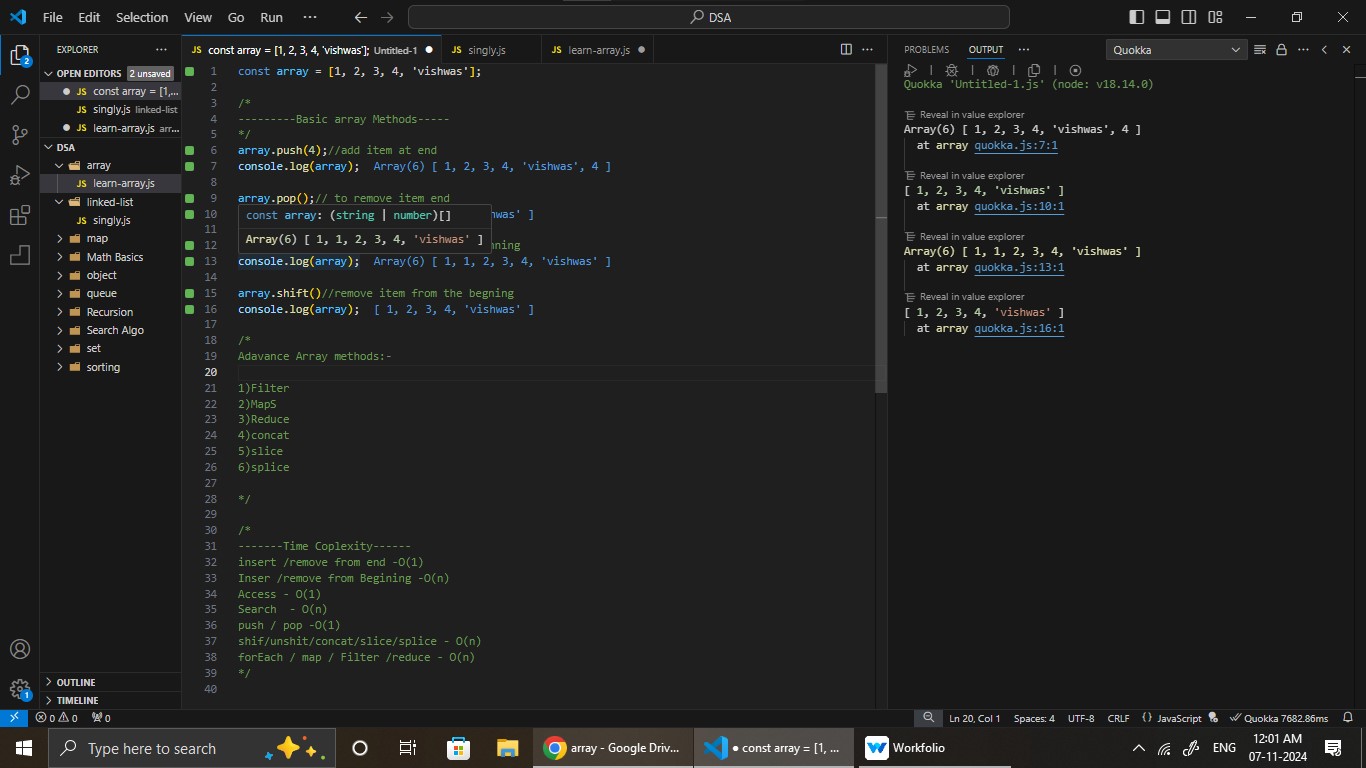 File Edit Selection View Go Run ··· DSA
EXPLORER ···
OPEN EDITORS 2 unsaved
JS const array = [1,...
JS singly.js linked-list
JS learn-array.js arr...
DSA
array
JS learn-array.js
linked-list
JS singly.js
map
Math Basics
object
queue
Recursion
Search Algo
set
sorting
OUTLINE
TIMELINE
2
1
JS const array = [1, 2, 3, 4, 'vishwas']; Untitled-1 JS singly.js JS learn-array.js ···
1 const array = [1, 2, 3, 4, 'vishwas'];
2
3 /*
4 ---------Basic array Methods-----
5 */
6 array.push(4);//add item at end
7 console.log(array); Array(6) [ 1, 2, 3, 4, 'vishwas', 4 ]
8
9 array.pop();// to remove item end
10 was' ]
const array: (string | number)[]
11
Array(6) [ 1, 1, 2, 3, 4, 'vishwas' ]
12 nning
13 console.log(array); Array(6) [ 1, 1, 2, 3, 4, 'vishwas' ]
14
15 array.shift()//remove item from the begning
16 console.log(array); [ 1, 2, 3, 4, 'vishwas' ]
17
18 /*
19 Adavance Array methods:-
20
21 1)Filter
22 2)MapS
23 3)Reduce
24 4)concat
25 5)slice
26 6)splice
27
28 */
29
30 /*
31 -------Time Coplexity------
32 insert /remove from end -O(1)
33 Inser /remove from Begining -O(n)
34 Access - O(1)
35 Search  - O(n)
36 push / pop -O(1)
37 shif/unshit/concat/slice/splice - O(n)
38 forEach / map / Filter /reduce - O(n)
39 */
40
PROBLEMS OUTPUT ··· Quokka ···
Quokka 'Untitled-1.js' (node: v18.14.0)
Reveal in value explorer
Array(6) [ 1, 2, 3, 4, 'vishwas', 4 ]
at array quokka.js:7:1
Reveal in value explorer
[ 1, 2, 3, 4, 'vishwas' ]
at array quokka.js:10:1
Reveal in value explorer
Array(6) [ 1, 1, 2, 3, 4, 'vishwas' ]
at array quokka.js:13:1
Reveal in value explorer
[ 1, 2, 3, 4, 'vishwas' ]
at array quokka.js:16:1
0 0 0 Ln 20, Col 1 Spaces: 4 UTF-8 CRLF {} JavaScript Quokka 7682.86ms
Type here to search array - Google Driv... ● const array = [1, ... Workfolio ENG 12:01 AM
07-11-2024